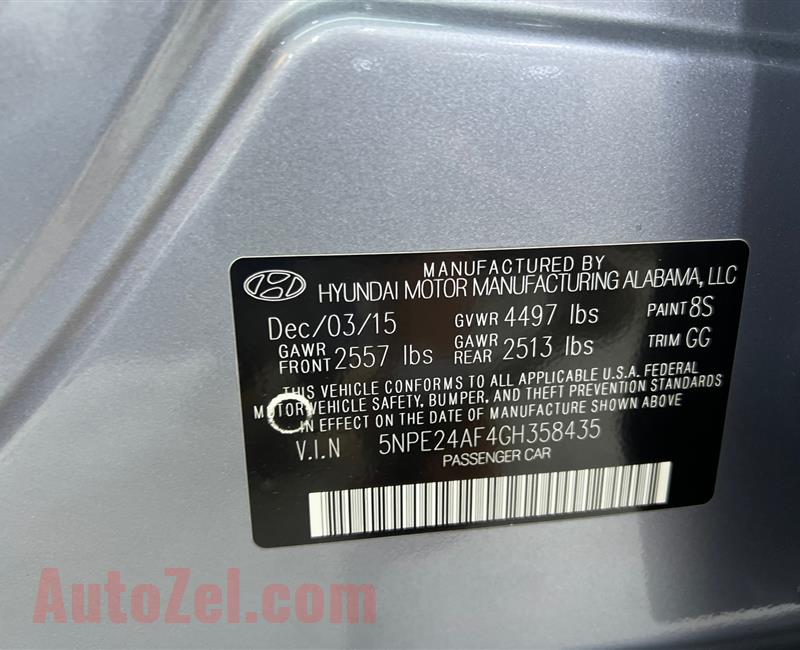 MANUFACTURED BY
HYUNDAI MOTOR MANUFACTURING ALABAMA, LLC
Dec/03/15 GVWR 4497 lbs PAINT 8S
GAWR FRONT 2557 lbs GAWR REAR 2513 lbs TRIM GG
THIS VEHICLE CONFORMS TO ALL APPLICABLE U.S.A. FEDERAL
MOTOR VEHICLE SAFETY, BUMPER, AND THEFT PREVENTION STANDARDS
IN EFFECT ON THE DATE OF MANUFACTURE SHOWN ABOVE
V.I.N 5NPE24AF4GH358435
PASSENGER CAR
AutoZel.com